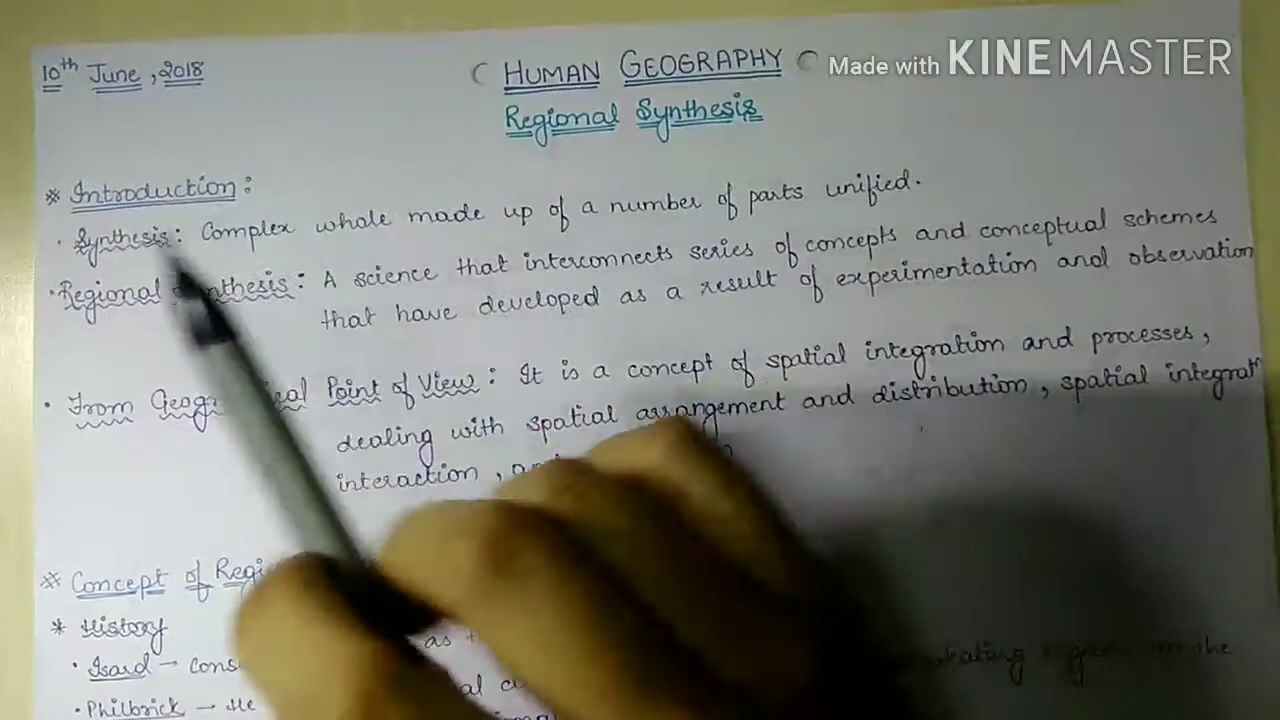 10th June, 2018
HUMAN GEOGRAPHY
Made with KINEMASTER
Regional Synthesis
* Introduction:
· Synthesis: Complex whole made up of a number of parts unified.
· Regional Synthesis: A science that interconnects series of concepts and conceptual schemes
that have developed as a result of experimentation and observation
· From Point of View: It is a concept of spatial integration and processes,
dealing with spatial arrangement and distribution, spatial integratn
interaction,
* Concept of
* History
· Isard → as
· Philbrick → He